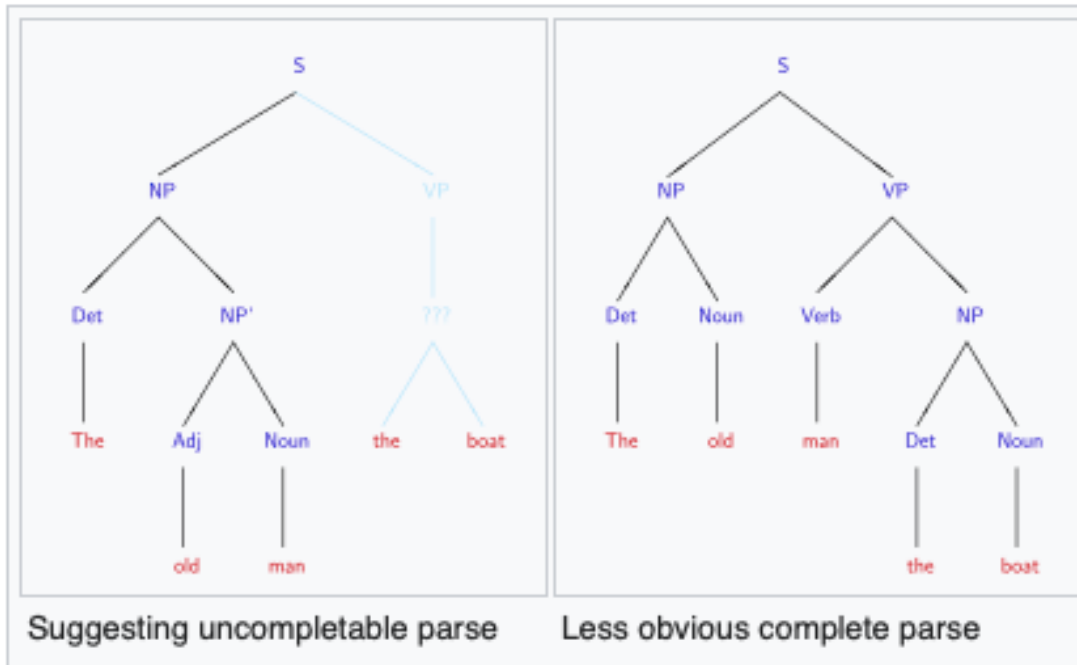 S
NP VP
Det NP' ???
The Adj Noun the boat
old man
Suggesting uncompletable parse
S
NP VP
Det Noun Verb NP
The old man Det Noun
the boat
Less obvious complete parse